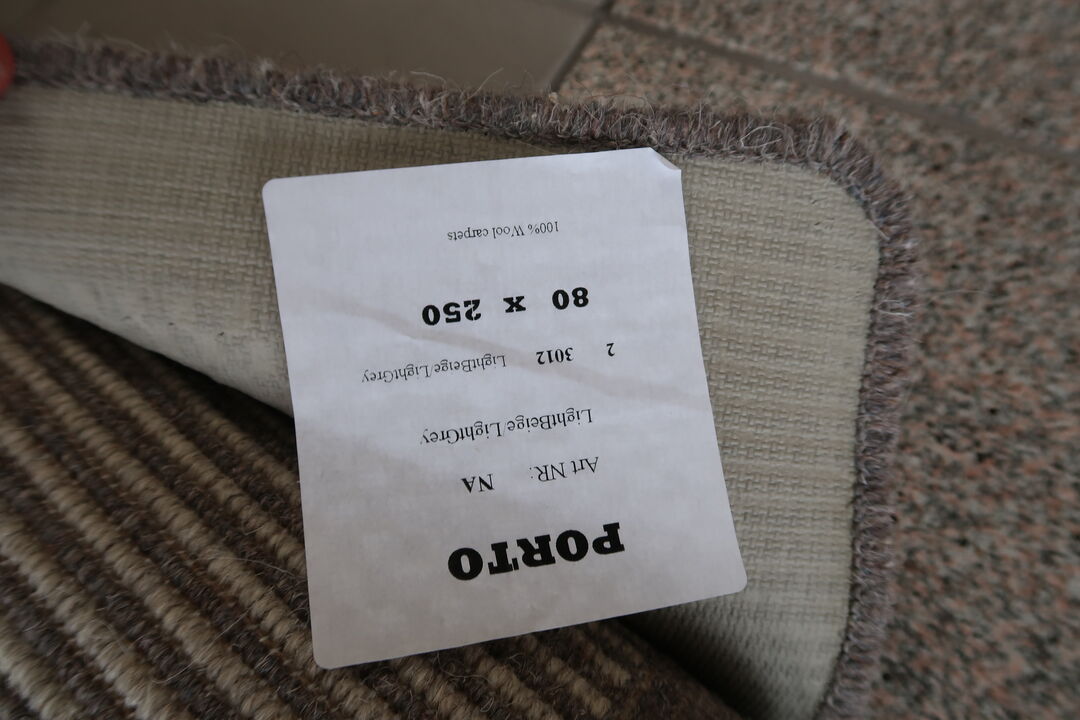 PORTO
Art NR: NA
LightBeige/LightGrey
2 3012 LightBeige/LightGrey
80 x 250
100% Wool carpets